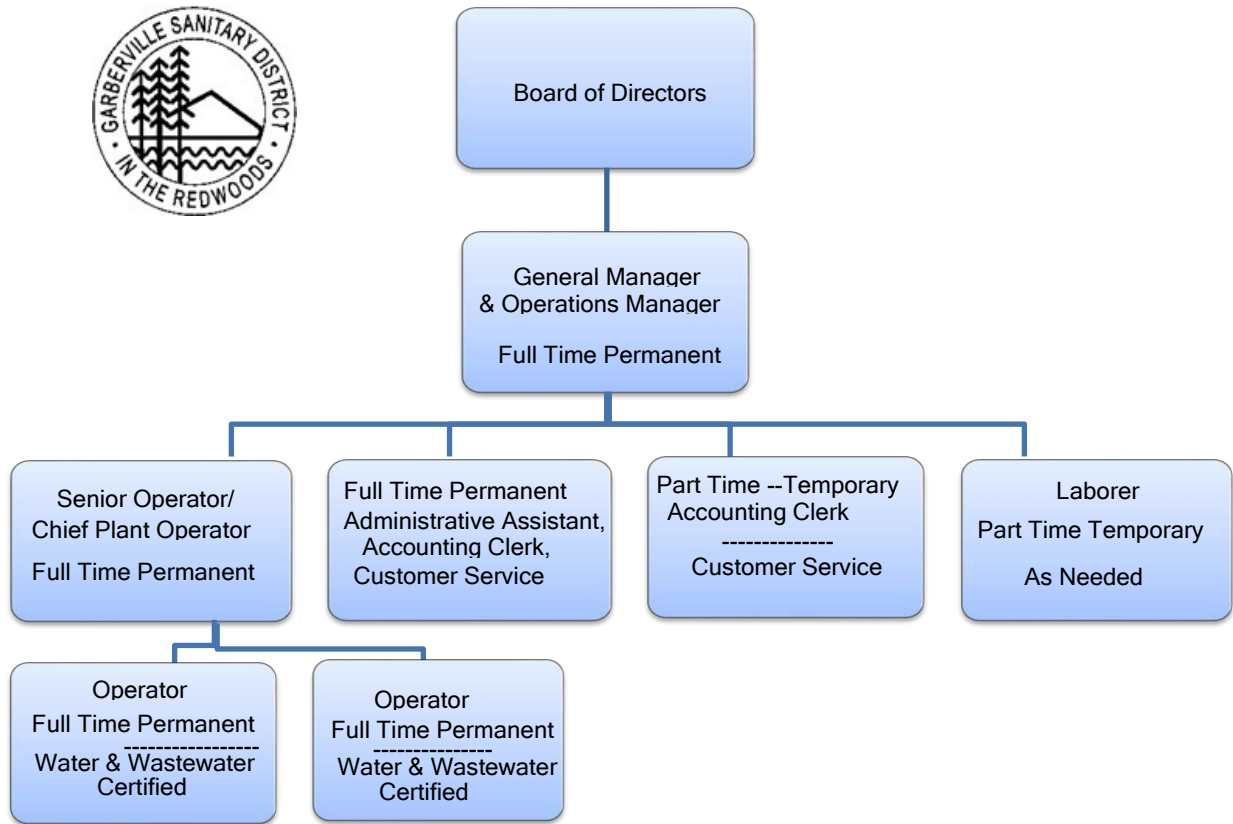 GARBERVILLE SANITARY DISTRICT
• IN THE REDWOODS •
Board of Directors
General Manager
& Operations Manager
Full Time Permanent
Senior Operator/
Chief Plant Operator
Full Time Permanent
Full Time Permanent
Administrative Assistant,
Accounting Clerk,
Customer Service
Part Time --Temporary
Accounting Clerk
--------------
Customer Service
Laborer
Part Time Temporary
As Needed
Operator
Full Time Permanent
-----------------
Water & Wastewater
Certified
Operator
Full Time Permanent
---------------
Water & Wastewater
Certified